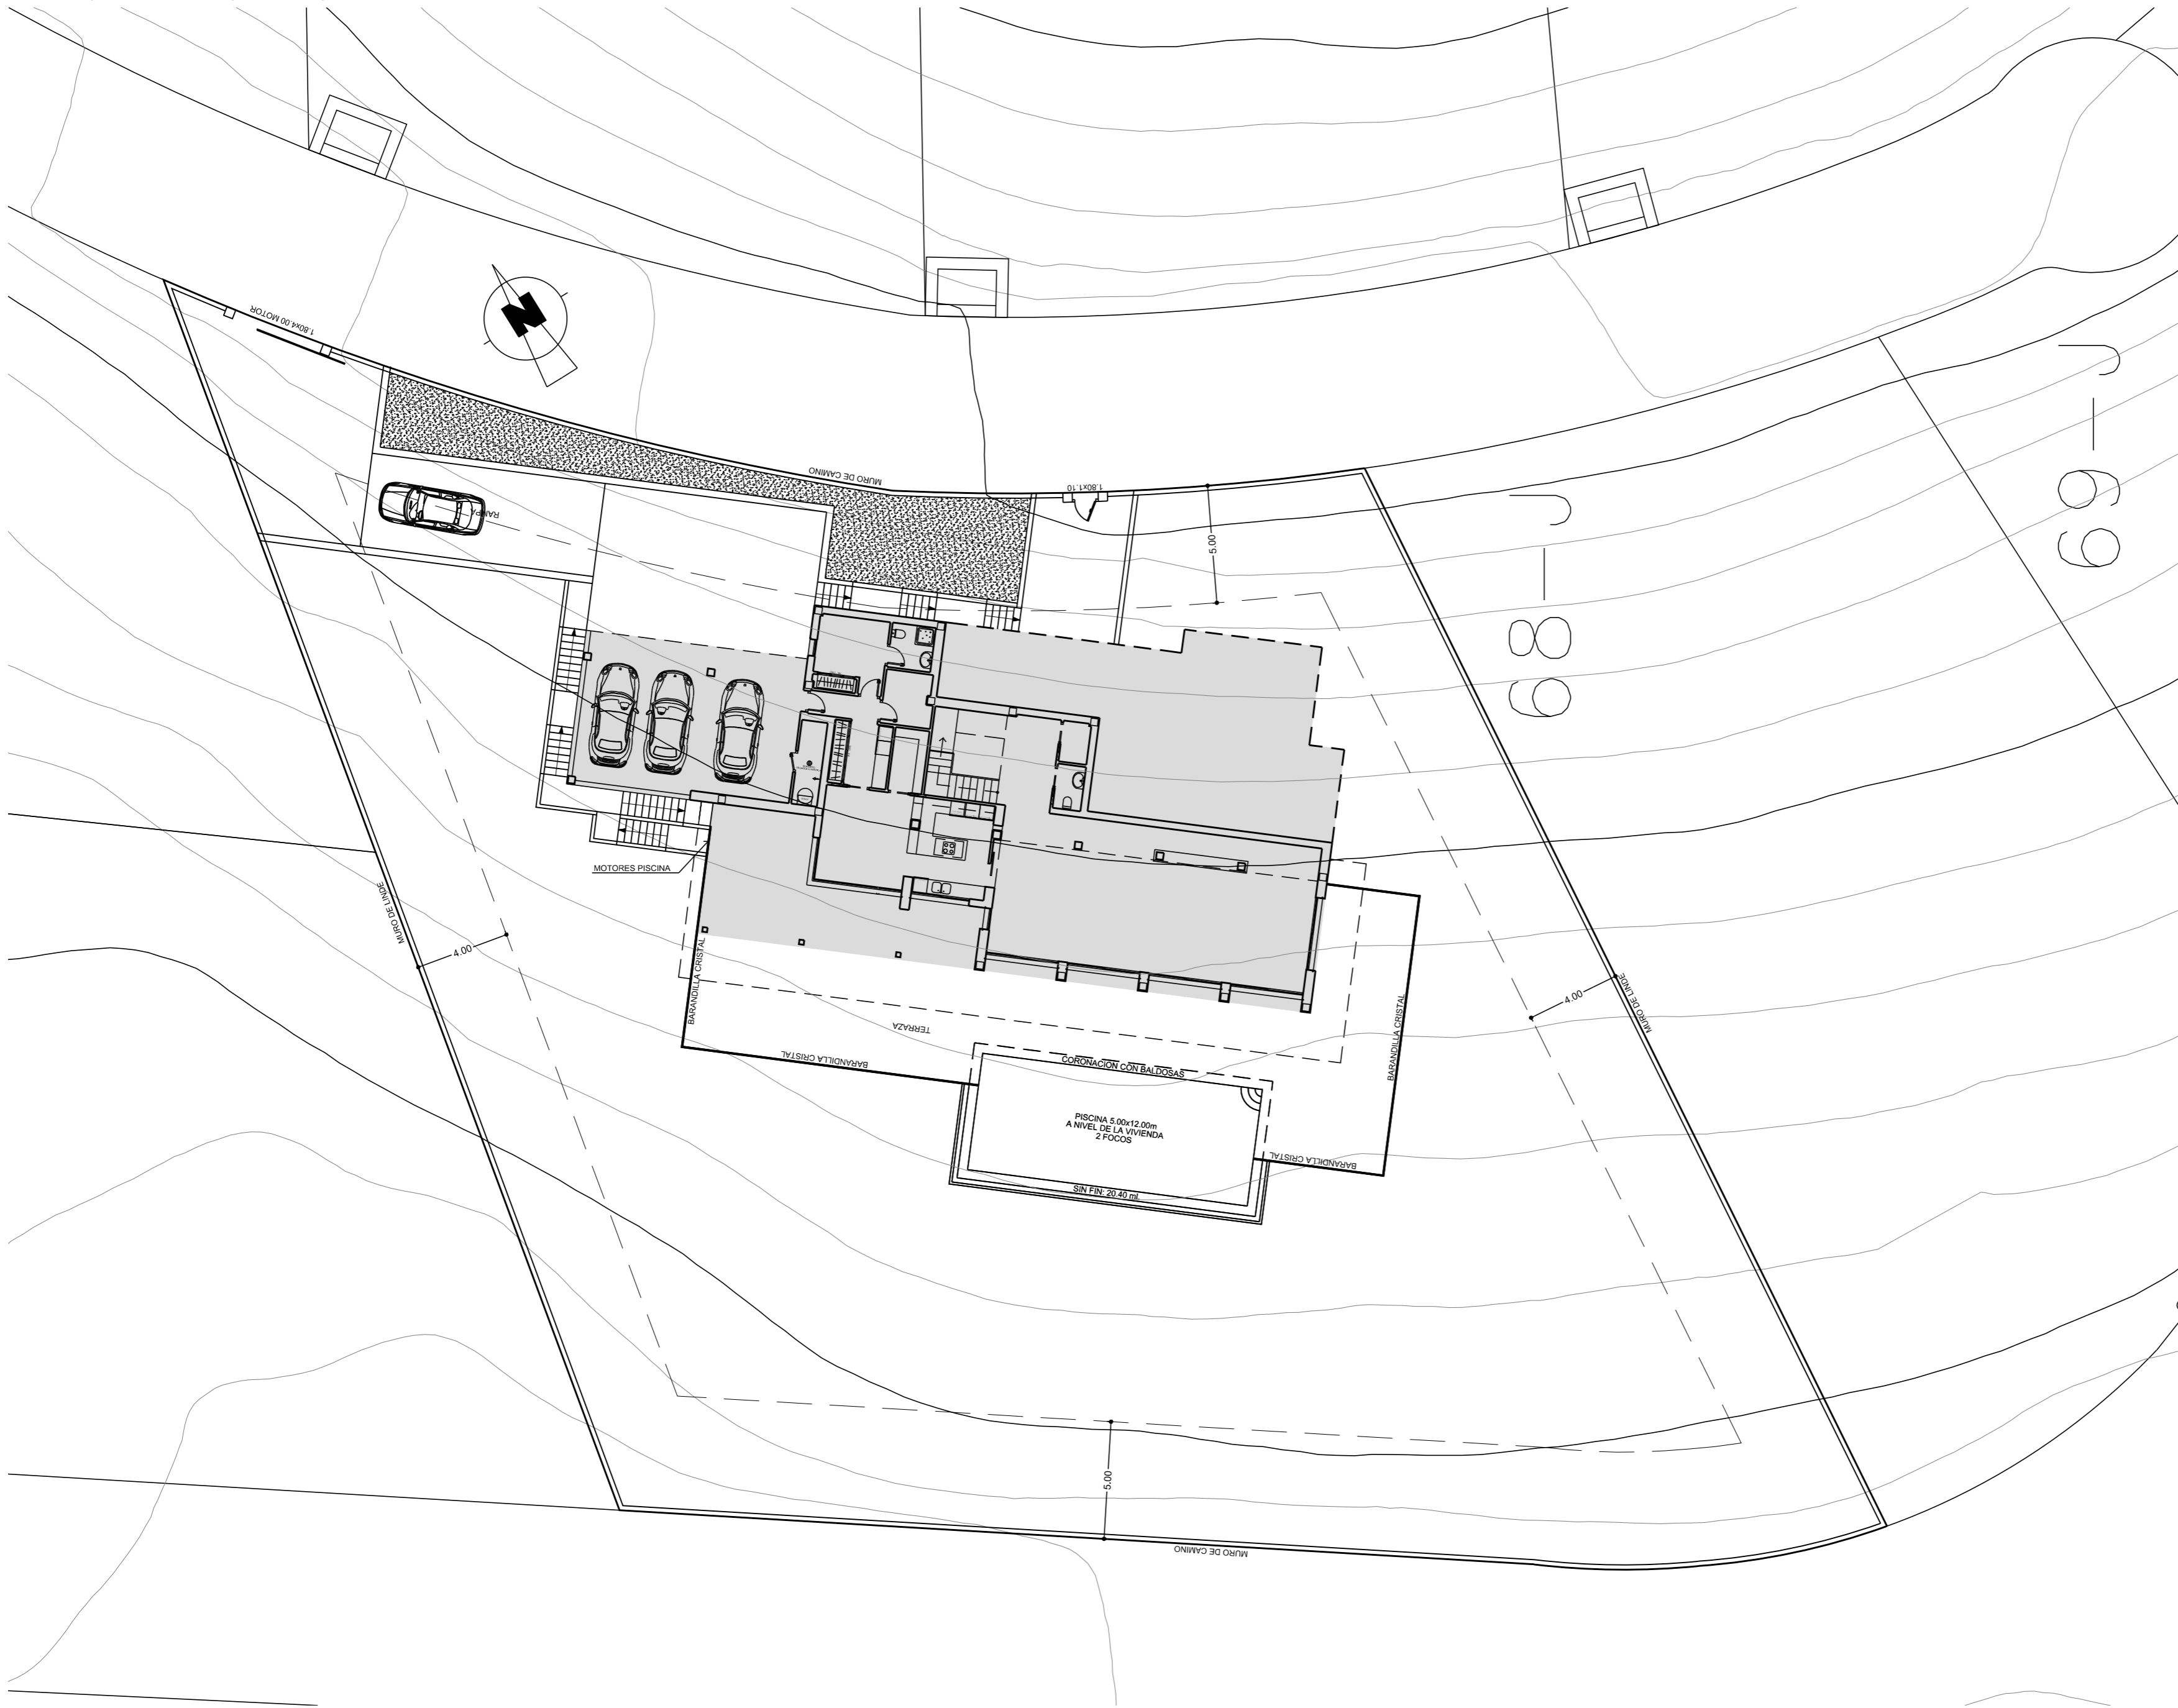 1.80x4.00 MOTOR
N
RAMPA
MURO DE CAMINO
1.80x1.10
5.00
68-J
69-J
MOTORES PISCINA
MURO DE LINDE
4.00
BARANDILLA CRISTAL
TERRAZA
BARANDILLA CRISTAL
CORONACION CON BALDOSAS
PISCINA 5.00x12.00m
A NIVEL DE LA VIVIENDA
2 FOCOS
SIN FIN: 20.40 ml.
BARANDILLA CRISTAL
BARANDILLA CRISTAL
4.00
MURO DE LINDE
5.00
MURO DE CAMINO